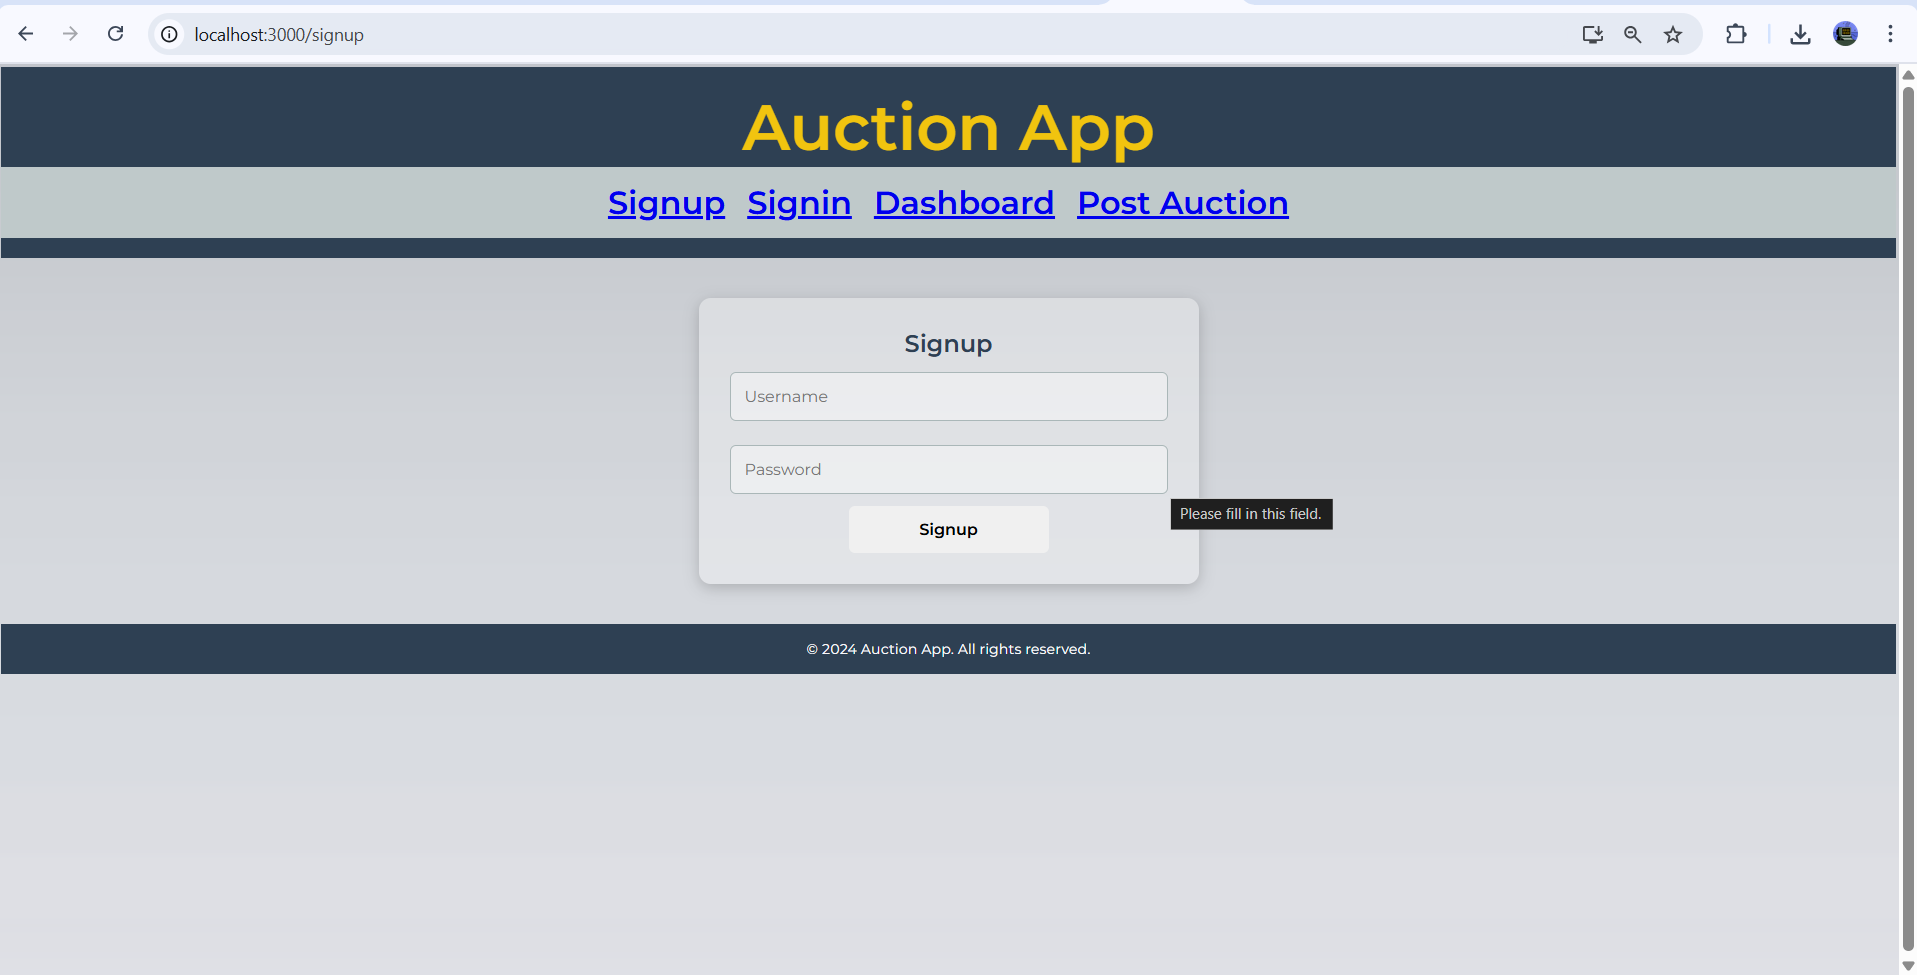 localhost:3000/signup
Auction App
Signup Signin Dashboard Post Auction
Signup
Username
Password
Please fill in this field.
Signup
© 2024 Auction App. All rights reserved.